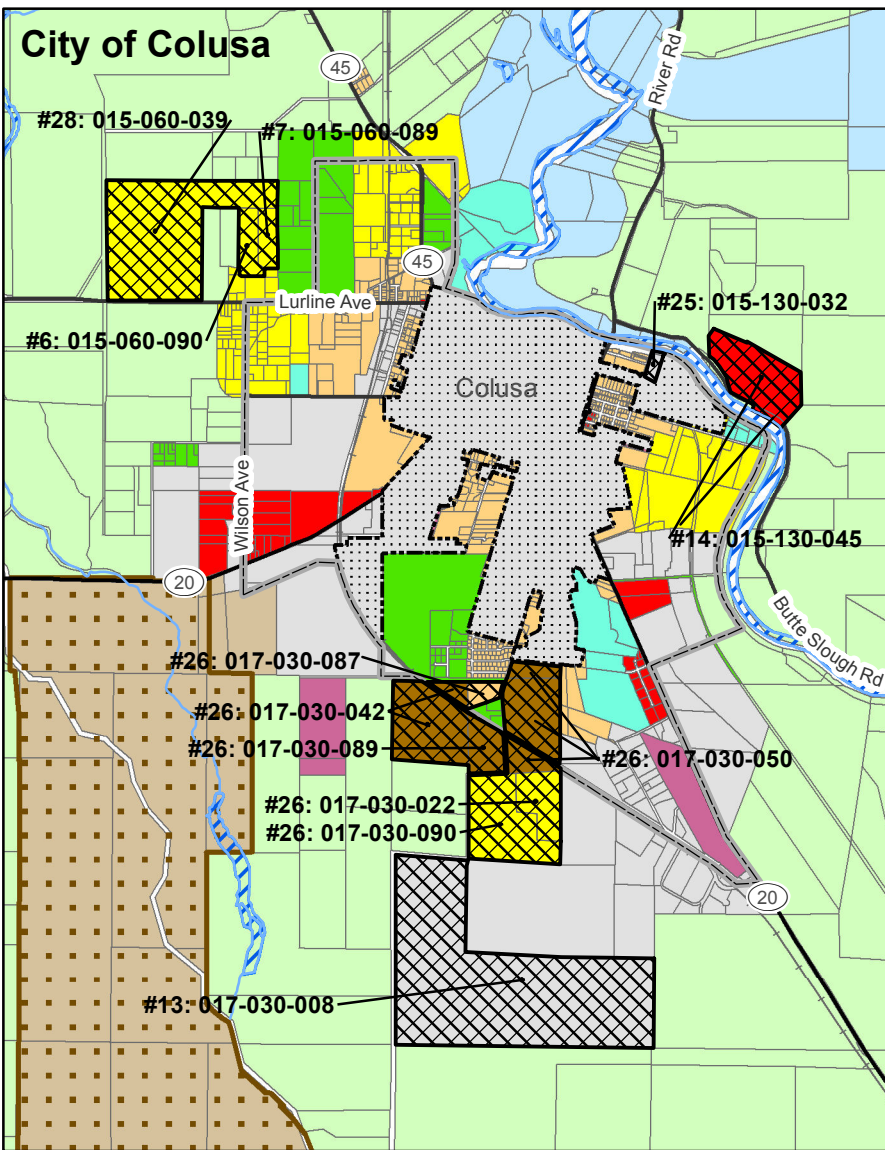 City of Colusa
45
River Rd
#28: 015-060-039
#7: 015-060-089
45
Lurline Ave
#25: 015-130-032
#6: 015-060-090
Colusa
Wilson Ave
#14: 015-130-045
20
Butte Slough Rd
#26: 017-030-087
#26: 017-030-042
#26: 017-030-089
#26: 017-030-050
#26: 017-030-022
#26: 017-030-090
20
#13: 017-030-008